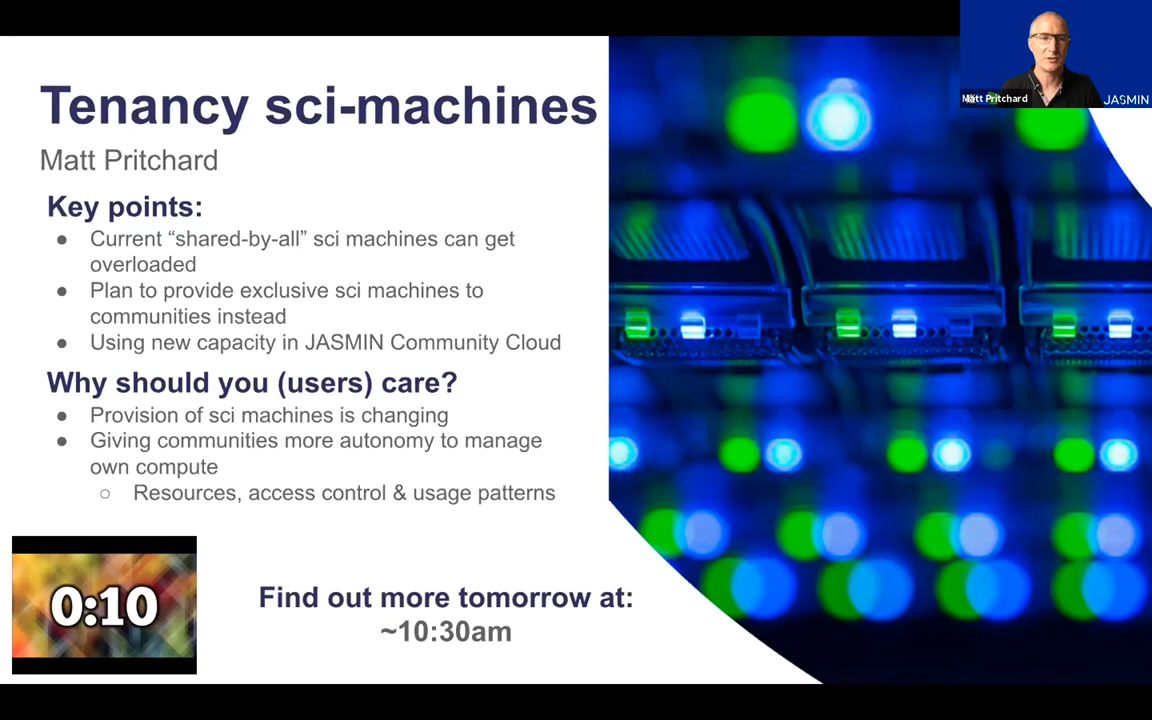 Tenancy sci-machines
Matt Pritchard
Key points:
● Current “shared-by-all” sci machines can get
overloaded
● Plan to provide exclusive sci machines to
communities instead
● Using new capacity in JASMIN Community Cloud
Why should you (users) care?
● Provision of sci machines is changing
● Giving communities more autonomy to manage
own compute
○ Resources, access control & usage patterns
0:10
Find out more tomorrow at:
~10:30am
Matt Pritchard
JASMIN